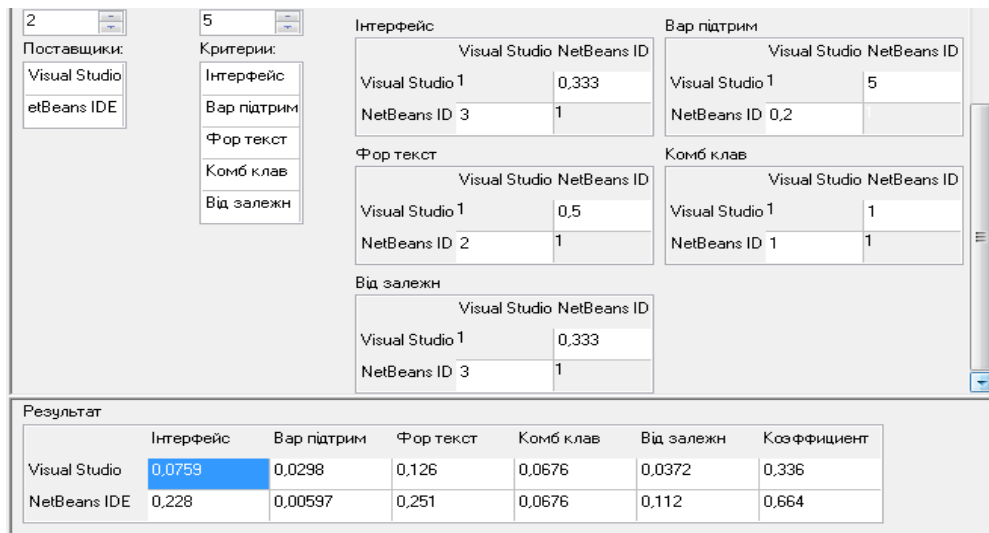 2 5
Поставщики: Критерии:
Visual Studio
etBeans IDE
Інтерфейс
Вар підтрим
Фор текст
Комб клав
Від залежн
Інтерфейс
Visual Studio NetBeans ID
Visual Studio 1 0,333
NetBeans ID 3 1
Вар підтрим
Visual Studio NetBeans ID
Visual Studio 1 5
NetBeans ID 0,2 1
Фор текст
Visual Studio NetBeans ID
Visual Studio 1 0,5
NetBeans ID 2 1
Комб клав
Visual Studio NetBeans ID
Visual Studio 1 1
NetBeans ID 1 1
Від залежн
Visual Studio NetBeans ID
Visual Studio 1 0,333
NetBeans ID 3 1
Результат
Інтерфейс Вар підтрим Фор текст Комб клав Від залежн Коэффициент
Visual Studio 0,0759 0,0298 0,126 0,0676 0,0372 0,336
NetBeans IDE 0,228 0,00597 0,251 0,0676 0,112 0,664